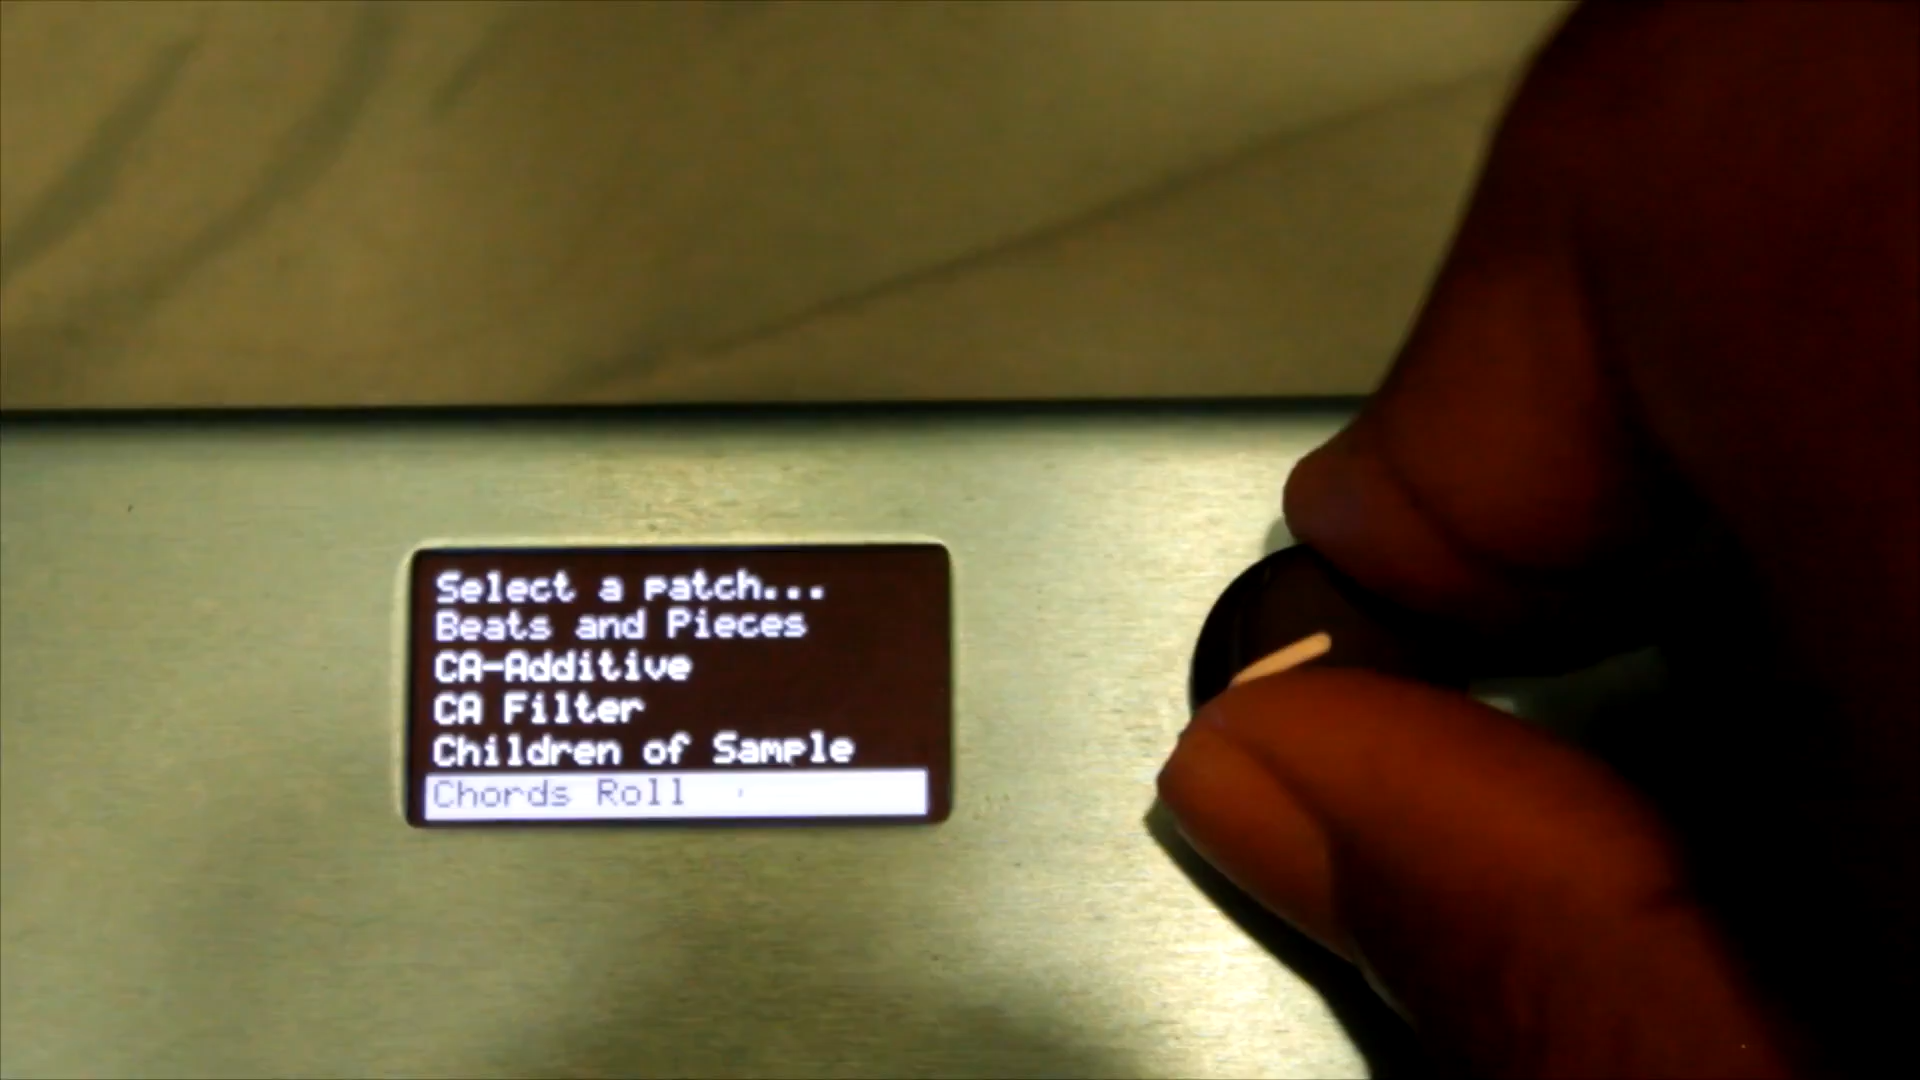 Select a patch...
Beats and Pieces
CA-Additive
CA Filter
Children of Sample
Chords Roll